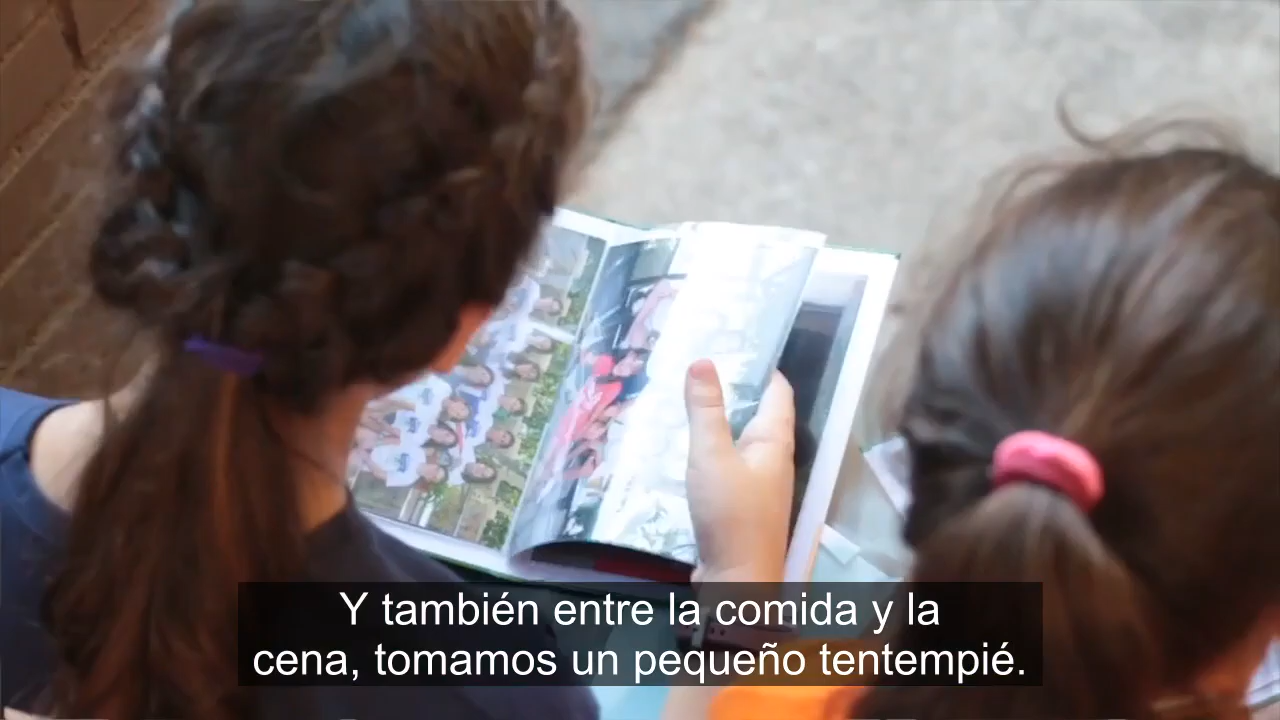 Y también entre la comida y la
cena, tomamos un pequeño tentempié.